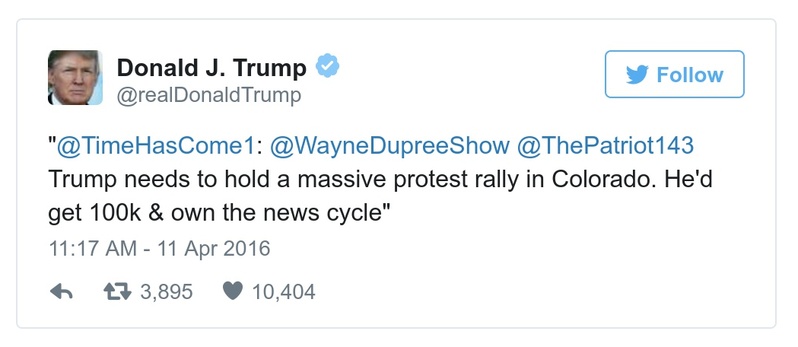 Donald J. Trump
@realDonaldTrump
Follow
"@TimeHasCome1: @WayneDupreeShow @ThePatriot143
Trump needs to hold a massive protest rally in Colorado. He'd
get 100k & own the news cycle"
11:17 AM - 11 Apr 2016
3,895 10,404